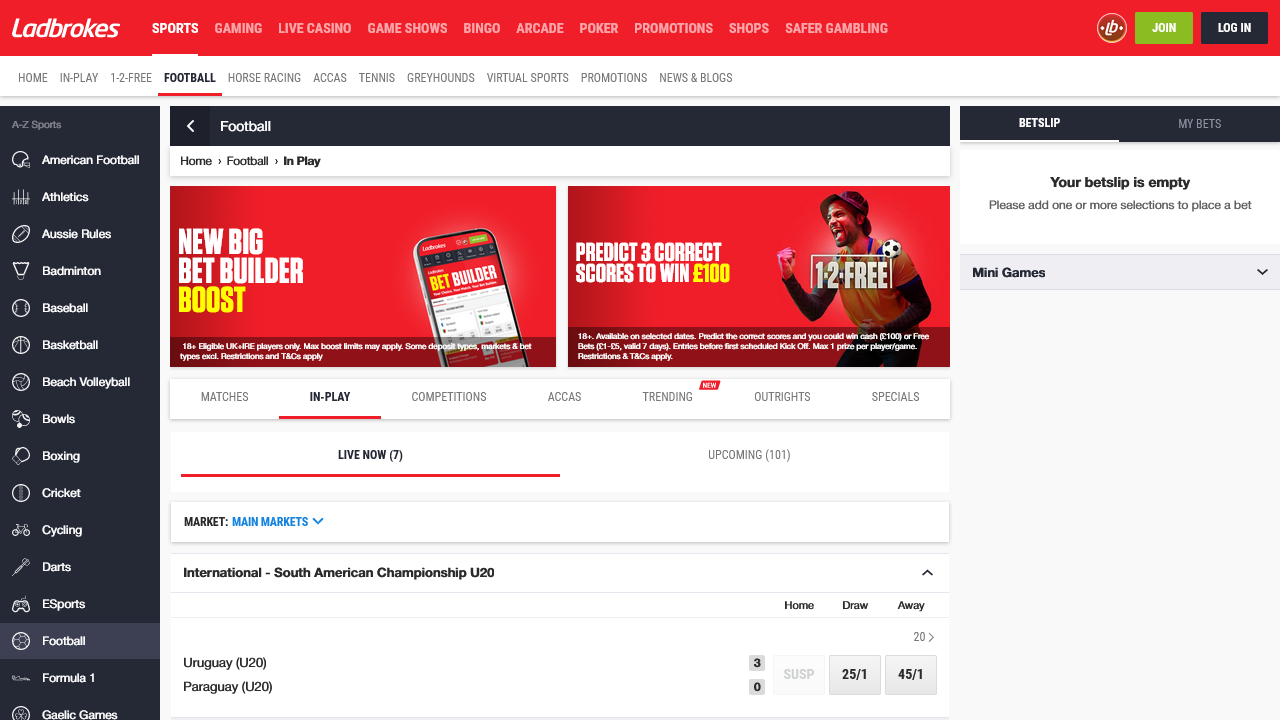 Ladbrokes
SPORTS GAMING LIVE CASINO GAME SHOWS BINGO ARCADE POKER PROMOTIONS SHOPS SAFER GAMBLING
lb
JOIN
LOG IN
HOME IN-PLAY 1-2-FREE FOOTBALL HORSE RACING ACCAS TENNIS GREYHOUNDS VIRTUAL SPORTS PROMOTIONS NEWS & BLOGS
A-Z Sports
American Football
Athletics
Aussie Rules
Badminton
Baseball
Basketball
Beach Volleyball
Bowls
Boxing
Cricket
Cycling
Darts
ESports
Football
Formula 1
Gaelic Games
Football
Home › Football › In Play
NEW BIG
BET BUILDER
BOOST
Ladbrokes
BET BUILDER
18+ Eligible UK+IRE players only. Max boost limits may apply. Some deposit types, markets & bet
types excl. Restrictions and T&Cs apply
PREDICT 3 CORRECT
SCORES TO WIN £100
1-2-FREE
18+. Available on selected dates. Predict the correct scores and you could win cash (£100) or Free
Bets (£1-£5, valid 7 days). Entries before first scheduled Kick Off. Max 1 prize per player/game.
Restrictions & T&Cs apply.
MATCHES IN-PLAY COMPETITIONS ACCAS TRENDING NEW OUTRIGHTS SPECIALS
LIVE NOW (7) UPCOMING (101)
MARKET: MAIN MARKETS
International - South American Championship U20
Home Draw Away
20
Uruguay (U20) 3
Paraguay (U20) 0
SUSP 25/1 45/1
BETSLIP MY BETS
Your betslip is empty
Please add one or more selections to place a bet
Mini Games